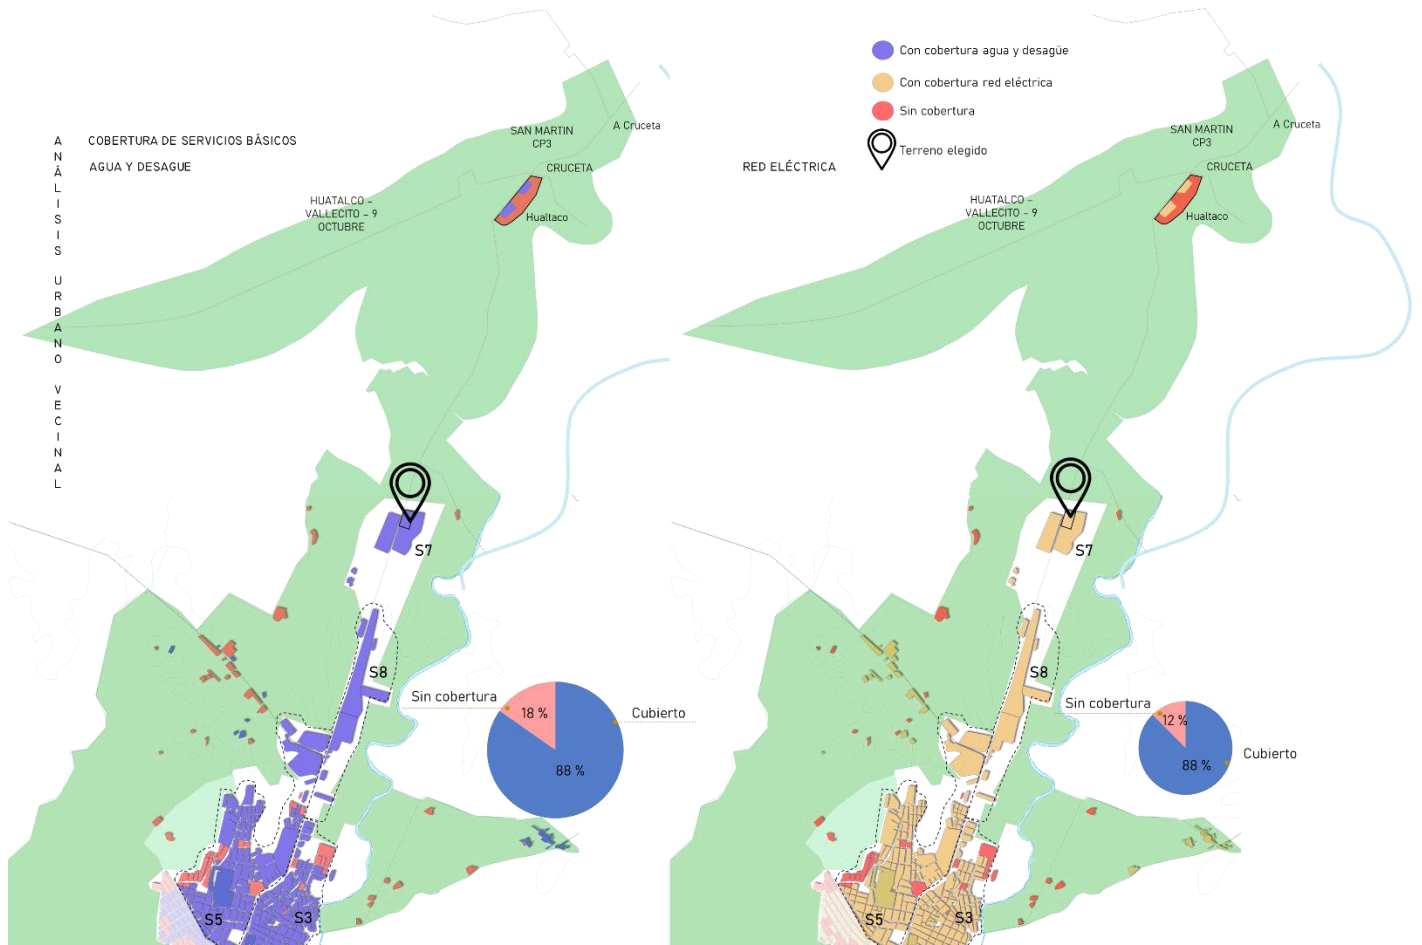 ANÁLISIS URBANO VECINAL
COBERTURA DE SERVICIOS BÁSICOS
AGUA Y DESAGUE
SAN MARTIN
CP3
A Cruceta
CRUCETA
HUATALCO –
VALLECITO – 9
OCTUBRE
Hualtaco
S7
S8
Sin cobertura
18 %
Cubierto
88 %
S5
S3
Con cobertura agua y desagüe
Con cobertura red eléctrica
Sin cobertura
Terreno elegido
RED ELÉCTRICA
SAN MARTIN
CP3
A Cruceta
CRUCETA
HUATALCO –
VALLECITO – 9
OCTUBRE
Hualtaco
S7
S8
Sin cobertura
12 %
Cubierto
88 %
S5
S3